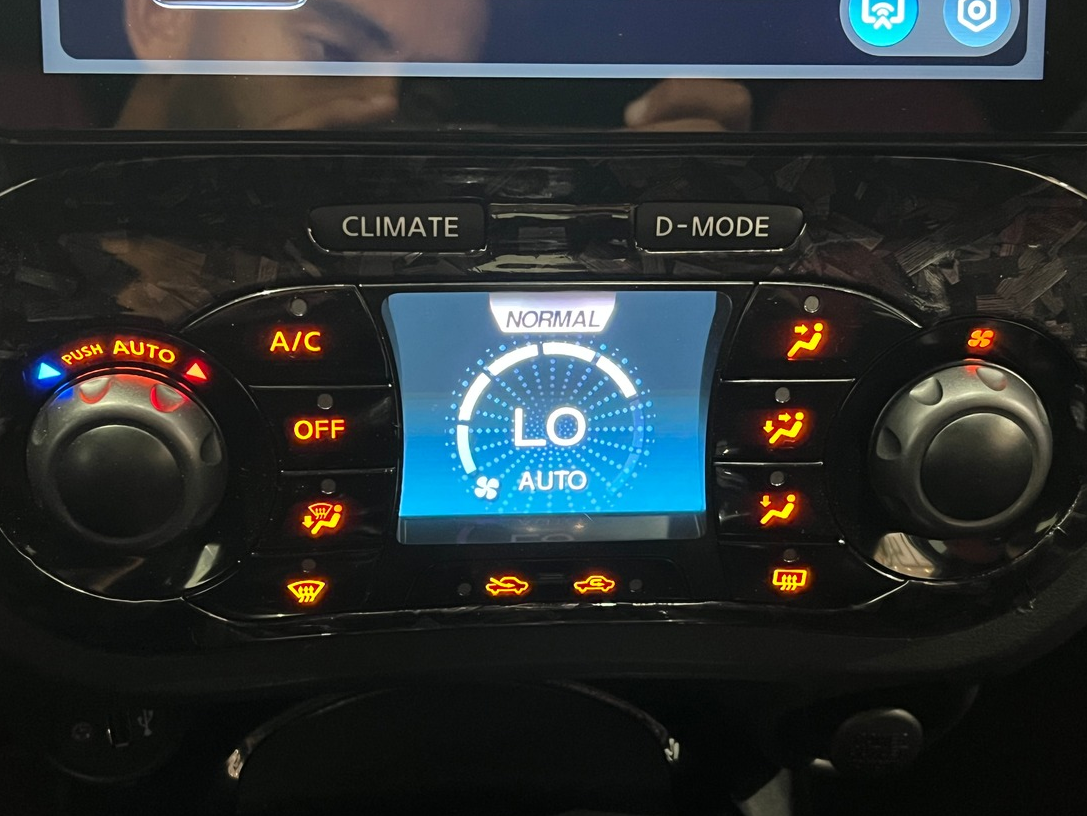 CLIMATE
D-MODE
NORMAL
PUSH AUTO
A/C
OFF
LO
AUTO